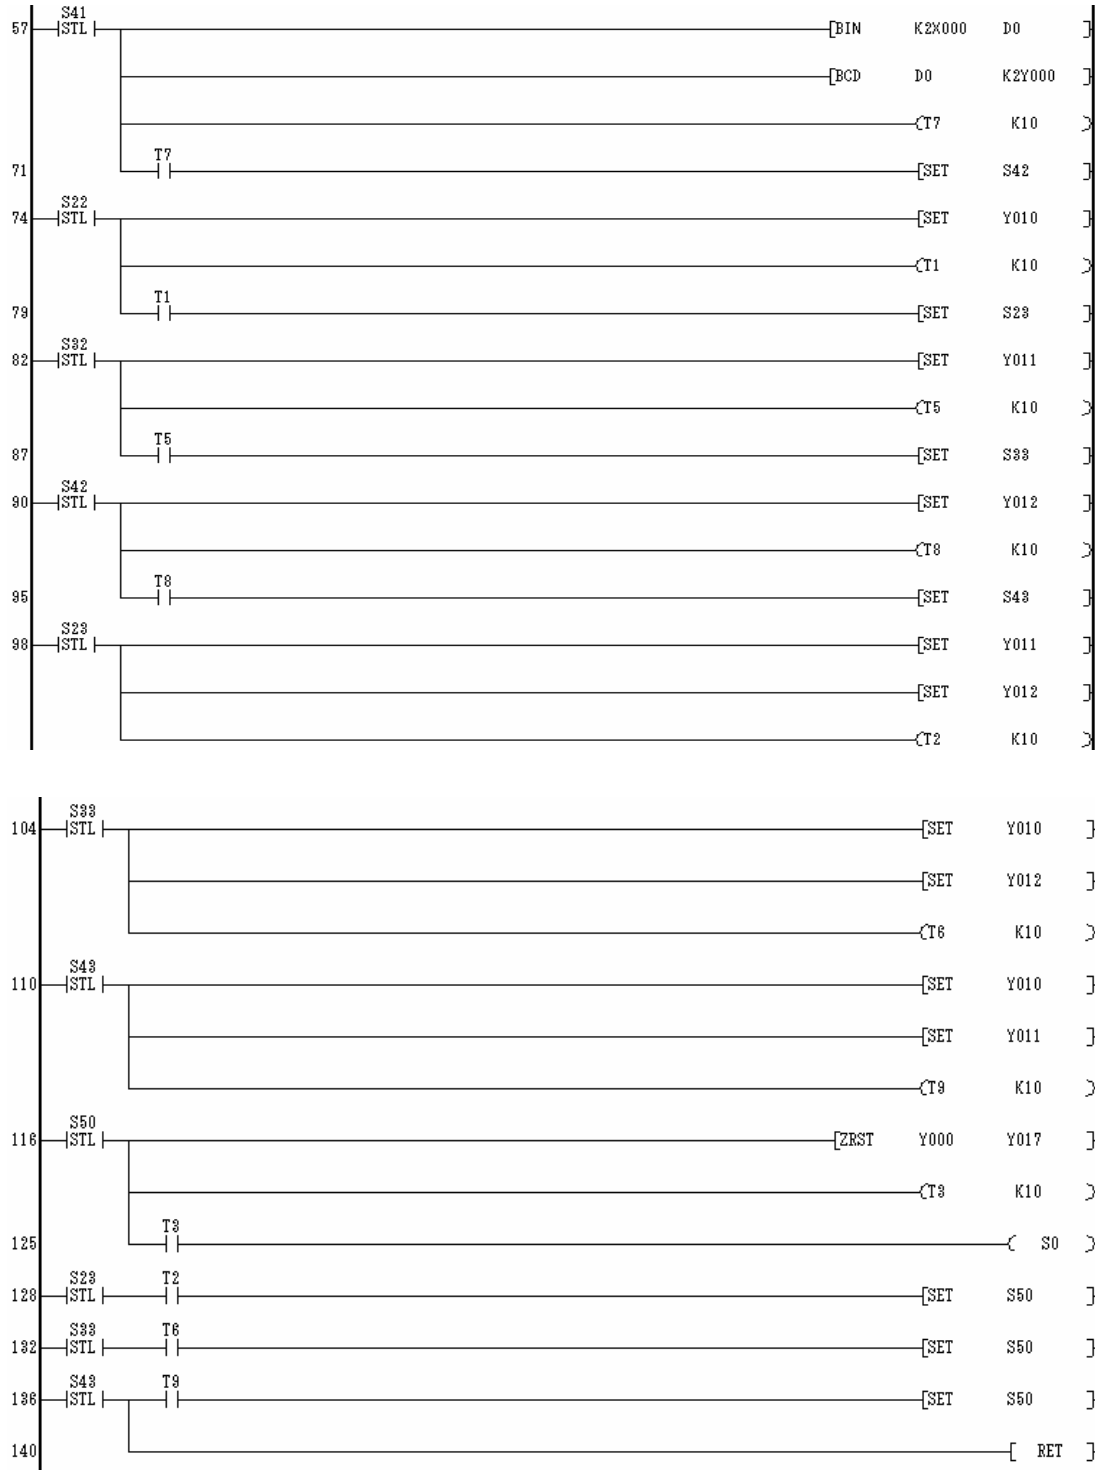 S41
57 STL [BIN K2X000 D0 ]
[BCD D0 K2Y000 ]
(T7 K10 )
T7
71 [SET S42 ]
S22
74 STL [SET Y010 ]
(T1 K10 )
T1
79 [SET S23 ]
S32
82 STL [SET Y011 ]
(T5 K10 )
T5
87 [SET S33 ]
S42
90 STL [SET Y012 ]
(T8 K10 )
T8
95 [SET S43 ]
S23
98 STL [SET Y011 ]
[SET Y012 ]
(T2 K10 )
S33
104 STL [SET Y010 ]
[SET Y012 ]
(T6 K10 )
S43
110 STL [SET Y010 ]
[SET Y011 ]
(T9 K10 )
S50
116 STL [ZRST Y000 Y017 ]
(T3 K10 )
T3
125 ( S0 )
S23 T2
128 STL [SET S50 ]
S33 T6
132 STL [SET S50 ]
S43 T9
136 STL [SET S50 ]
140 [ RET ]